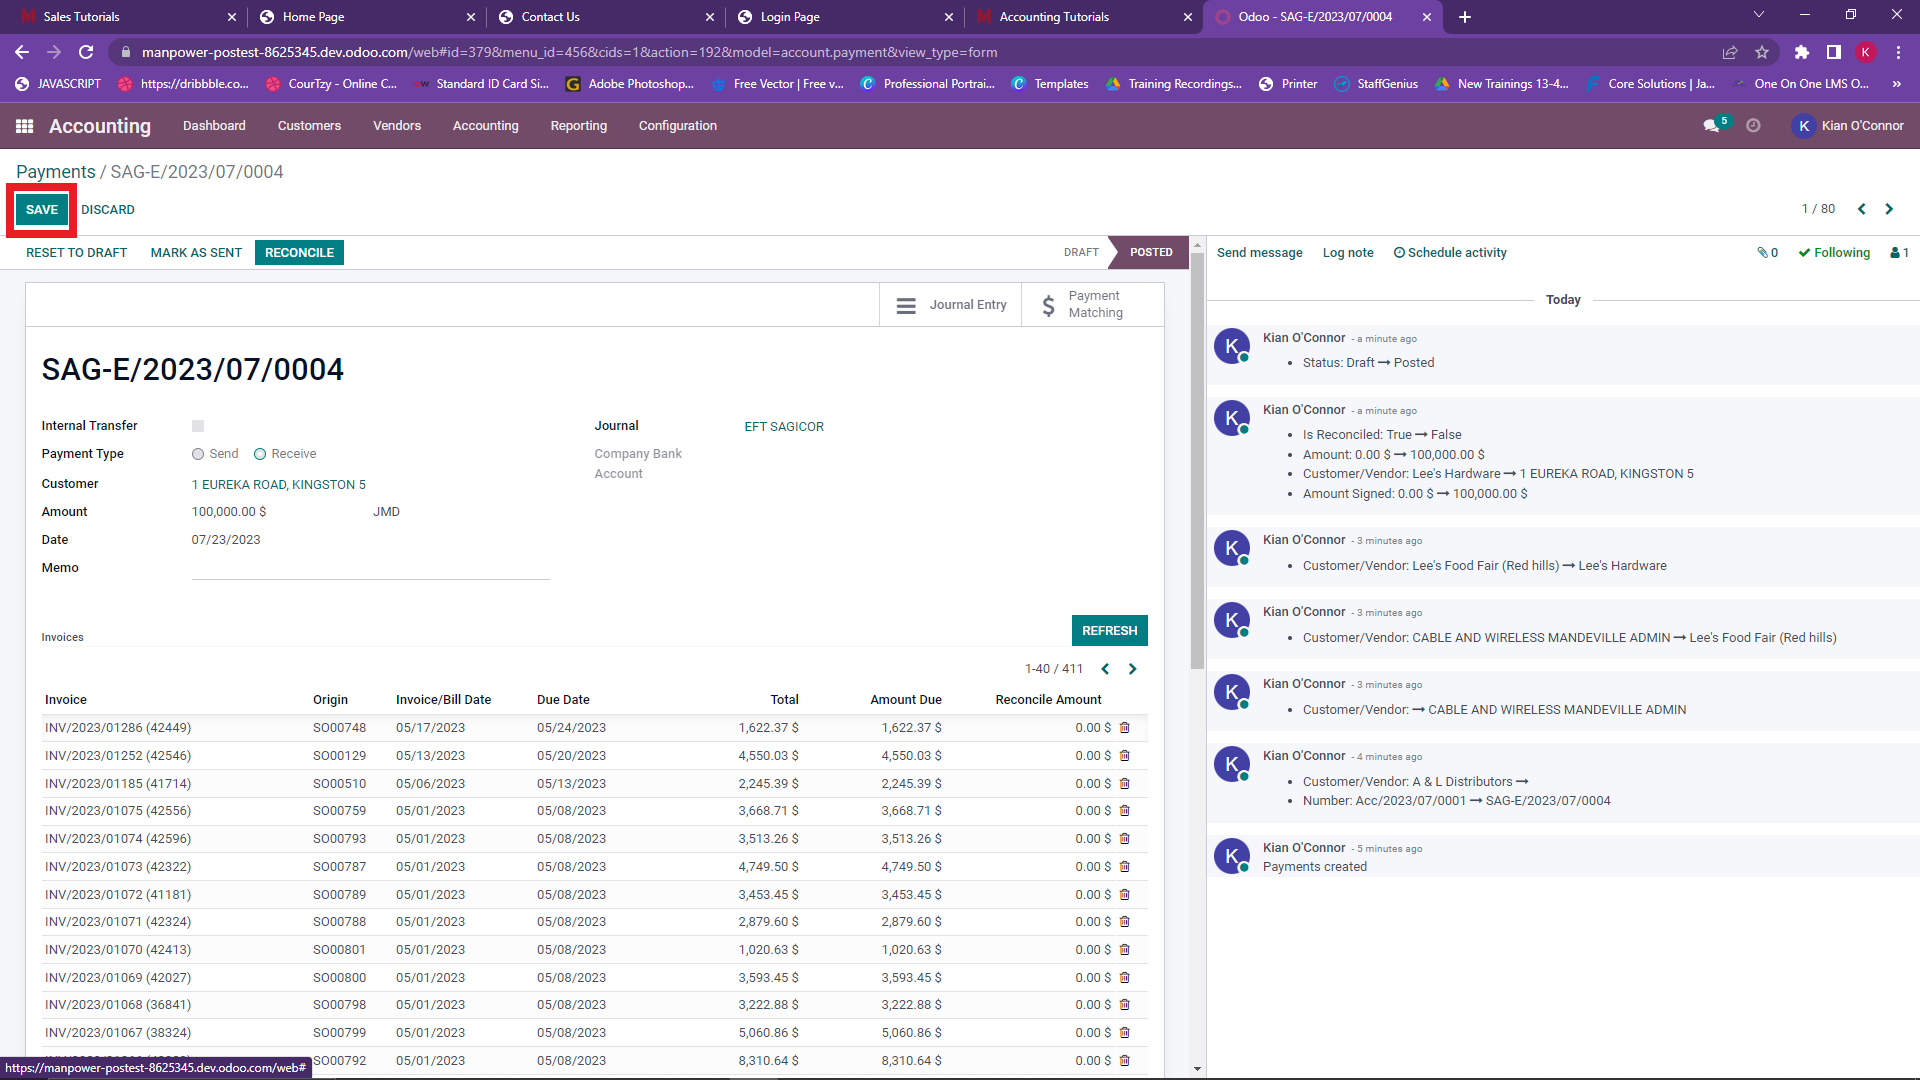 Sales Tutorials
Home Page
Contact Us
Login Page
Accounting Tutorials
Odoo - SAG-E/2023/07/0004
manpower-postest-8625345.dev.odoo.com/web#id=379&menu_id=456&cids=1&action=192&model=account.payment&view_type=form
K
JAVASCRIPT
https://dribbble.co...
CourTzy - Online C...
Standard ID Card Si...
Adobe Photoshop...
Free Vector | Free v...
Professional Portrai...
Templates
Training Recordings...
Printer
StaffGenius
New Trainings 13-4...
Core Solutions | Ja...
One On One LMS O...
»
Accounting
Dashboard
Customers
Vendors
Accounting
Reporting
Configuration
5
K Kian O'Connor
Payments / SAG-E/2023/07/0004
SAVE DISCARD
1 / 80
RESET TO DRAFT MARK AS SENT RECONCILE
DRAFT POSTED
Journal Entry
$ Payment
Matching
SAG-E/2023/07/0004
Internal Transfer
Payment Type Send Receive
Customer 1 EUREKA ROAD, KINGSTON 5
Amount 100,000.00 $ JMD
Date 07/23/2023
Memo
Journal EFT SAGICOR
Company Bank
Account
Invoices
REFRESH
1-40 / 411
Invoice Origin Invoice/Bill Date Due Date Total Amount Due Reconcile Amount
INV/2023/01286 (42449) SO00748 05/17/2023 05/24/2023 1,622.37 $ 1,622.37 $ 0.00 $
INV/2023/01252 (42546) SO00129 05/13/2023 05/20/2023 4,550.03 $ 4,550.03 $ 0.00 $
INV/2023/01185 (41714) SO00510 05/06/2023 05/13/2023 2,245.39 $ 2,245.39 $ 0.00 $
INV/2023/01075 (42556) SO00759 05/01/2023 05/08/2023 3,668.71 $ 3,668.71 $ 0.00 $
INV/2023/01074 (42596) SO00793 05/01/2023 05/08/2023 3,513.26 $ 3,513.26 $ 0.00 $
INV/2023/01073 (42322) SO00787 05/01/2023 05/08/2023 4,749.50 $ 4,749.50 $ 0.00 $
INV/2023/01072 (41181) SO00789 05/01/2023 05/08/2023 3,453.45 $ 3,453.45 $ 0.00 $
INV/2023/01071 (42324) SO00788 05/01/2023 05/08/2023 2,879.60 $ 2,879.60 $ 0.00 $
INV/2023/01070 (42413) SO00801 05/01/2023 05/08/2023 1,020.63 $ 1,020.63 $ 0.00 $
INV/2023/01069 (42027) SO00800 05/01/2023 05/08/2023 3,593.45 $ 3,593.45 $ 0.00 $
INV/2023/01068 (36841) SO00798 05/01/2023 05/08/2023 3,222.88 $ 3,222.88 $ 0.00 $
INV/2023/01067 (38324) SO00799 05/01/2023 05/08/2023 5,060.86 $ 5,060.86 $ 0.00 $
SO00792 05/01/2023 05/08/2023 8,310.64 $ 8,310.64 $ 0.00 $
https://manpower-postest-8625345.dev.odoo.com/web#
Send message Log note Schedule activity
0 Following 1
Today
K Kian O'Connor - a minute ago
• Status: Draft → Posted
K Kian O'Connor - a minute ago
• Is Reconciled: True → False
• Amount: 0.00 $ → 100,000.00 $
• Customer/Vendor: Lee's Hardware → 1 EUREKA ROAD, KINGSTON 5
• Amount Signed: 0.00 $ → 100,000.00 $
K Kian O'Connor - 3 minutes ago
• Customer/Vendor: Lee's Food Fair (Red hills) → Lee's Hardware
K Kian O'Connor - 3 minutes ago
• Customer/Vendor: CABLE AND WIRELESS MANDEVILLE ADMIN → Lee's Food Fair (Red hills)
K Kian O'Connor - 3 minutes ago
• Customer/Vendor: → CABLE AND WIRELESS MANDEVILLE ADMIN
K Kian O'Connor - 4 minutes ago
• Customer/Vendor: A & L Distributors →
• Number: Acc/2023/07/0001 → SAG-E/2023/07/0004
K Kian O'Connor - 5 minutes ago
Payments created